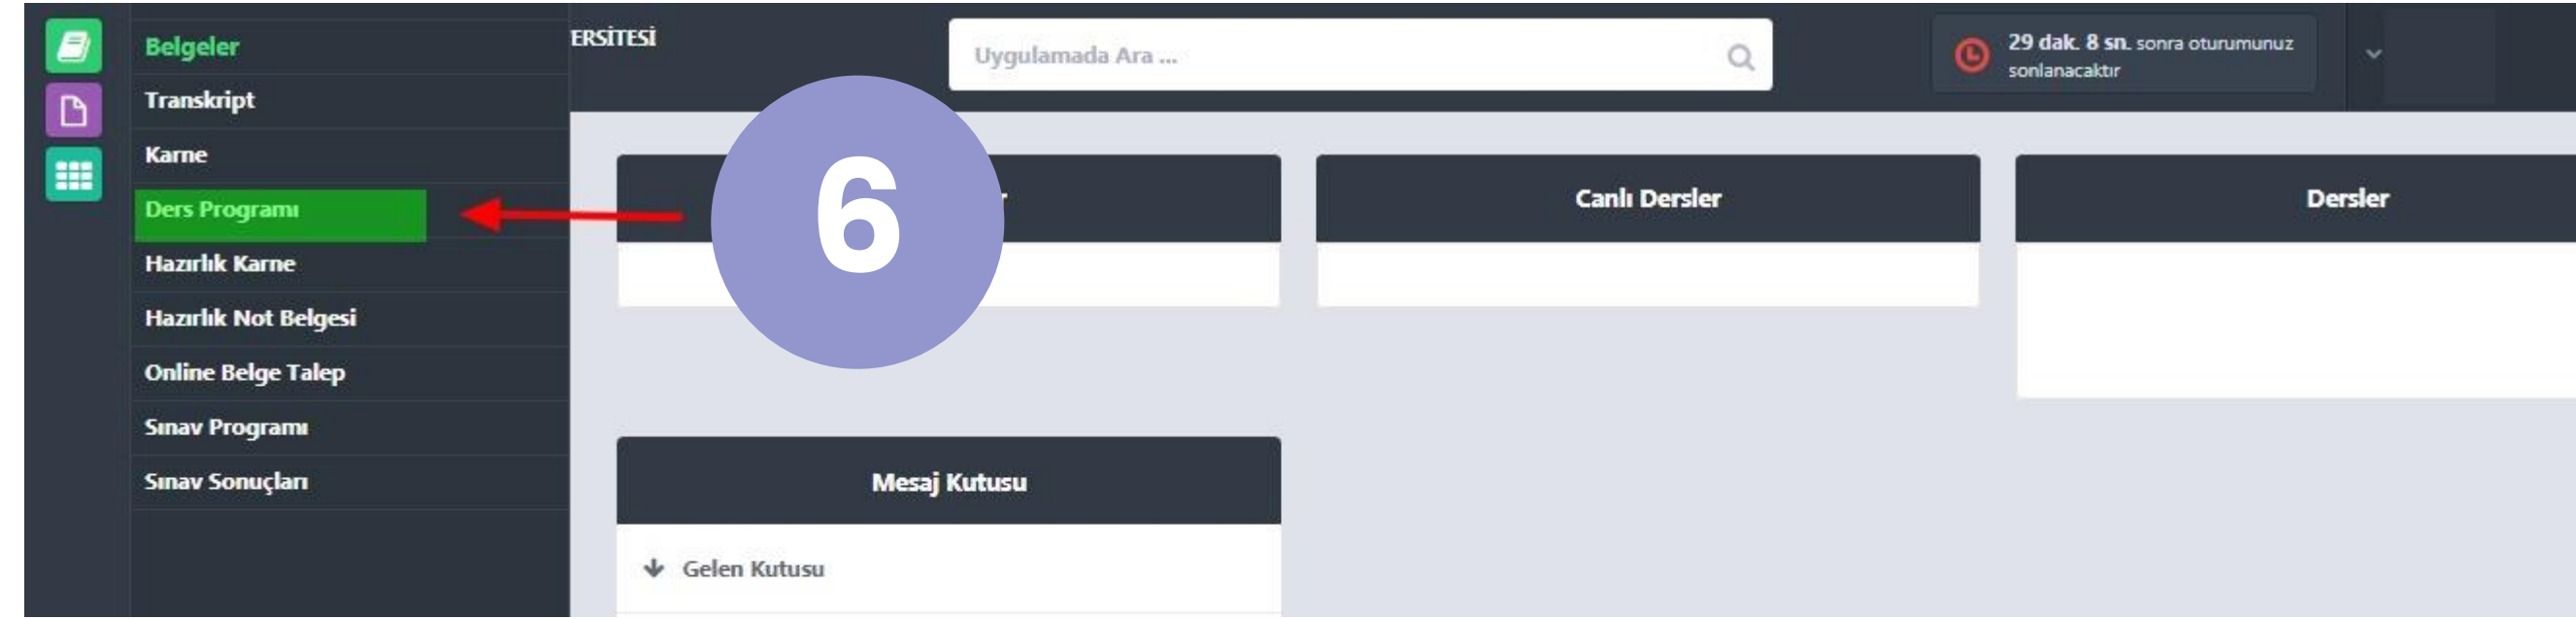 Belgeler
Transkript
Karne
Ders Programı
Hazırlık Karne
Hazırlık Not Belgesi
Online Belge Talep
Sınav Programı
Sınav Sonuçları
ERSİTESİ
Uygulamada Ara ...
29 dak. 8 sn. sonra oturumunuz
sonlanacaktır
6
Canlı Dersler
Dersler
Mesaj Kutusu
Gelen Kutusu